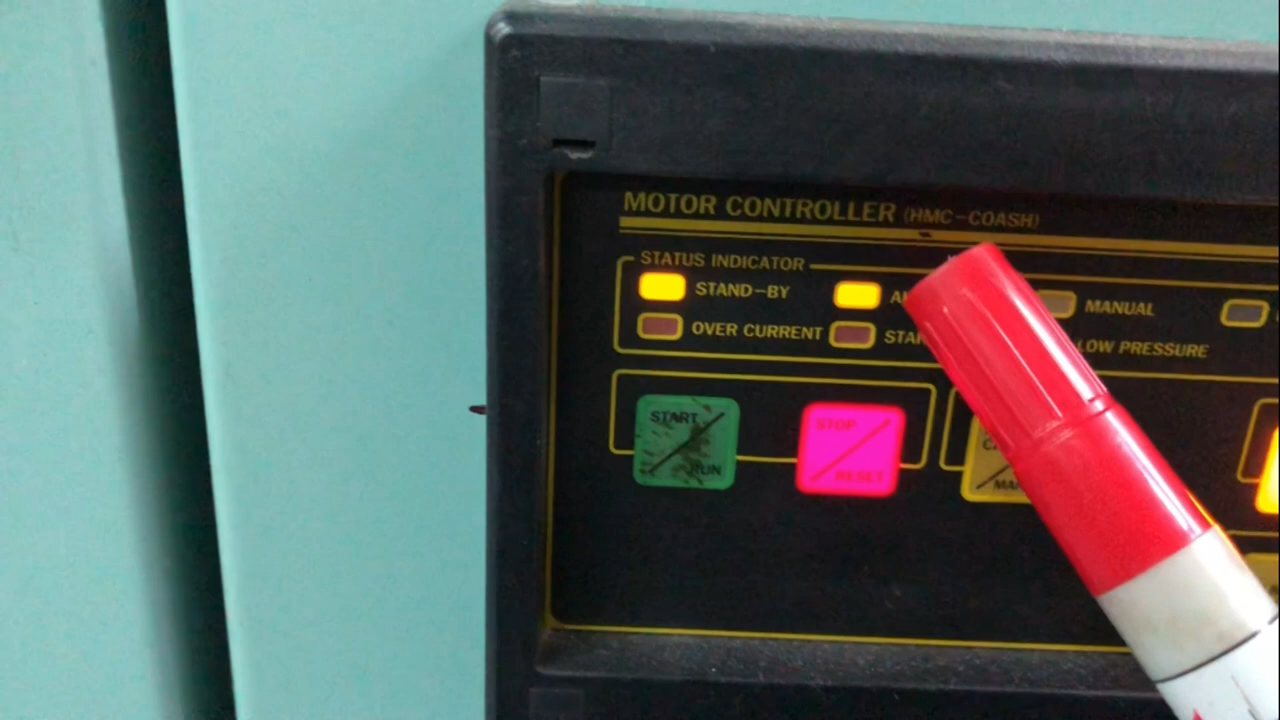 MOTOR CONTROLLER (HMC-COASH)
STATUS INDICATOR
STAND-BY
MANUAL
OVER CURRENT
LOW PRESSURE
START
RUN
STOP
RESET